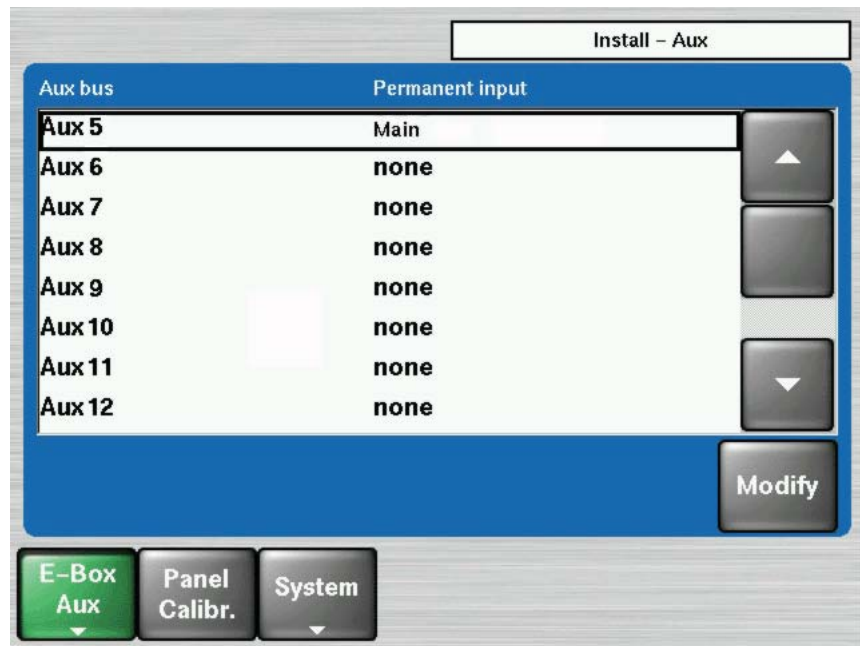 Install – Aux
Aux bus Permanent input
Aux 5 Main
Aux 6 none
Aux 7 none
Aux 8 none
Aux 9 none
Aux 10 none
Aux 11 none
Aux 12 none
Modify
E–Box Aux
Panel Calibr.
System